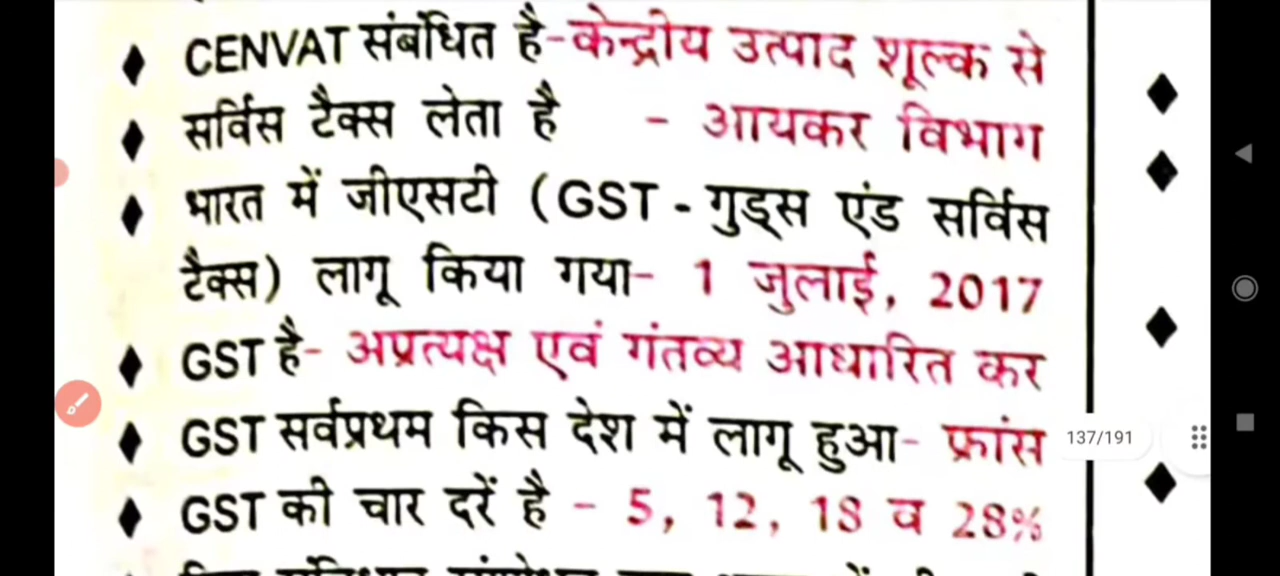 CENVAT संबंधित है-केन्द्रीय उत्पाद शूल्क से
सर्विस टैक्स लेता है - आयकर विभाग
भारत में जीएसटी (GST - गुड्स एंड सर्विस
टैक्स) लागू किया गया- 1 जुलाई, 2017
GST है- अप्रत्यक्ष एवं गंतव्य आधारित कर
GST सर्वप्रथम किस देश में लागू हुआ- फ्रांस
137/191
GST की चार दरें है - 5, 12, 18 व 28%